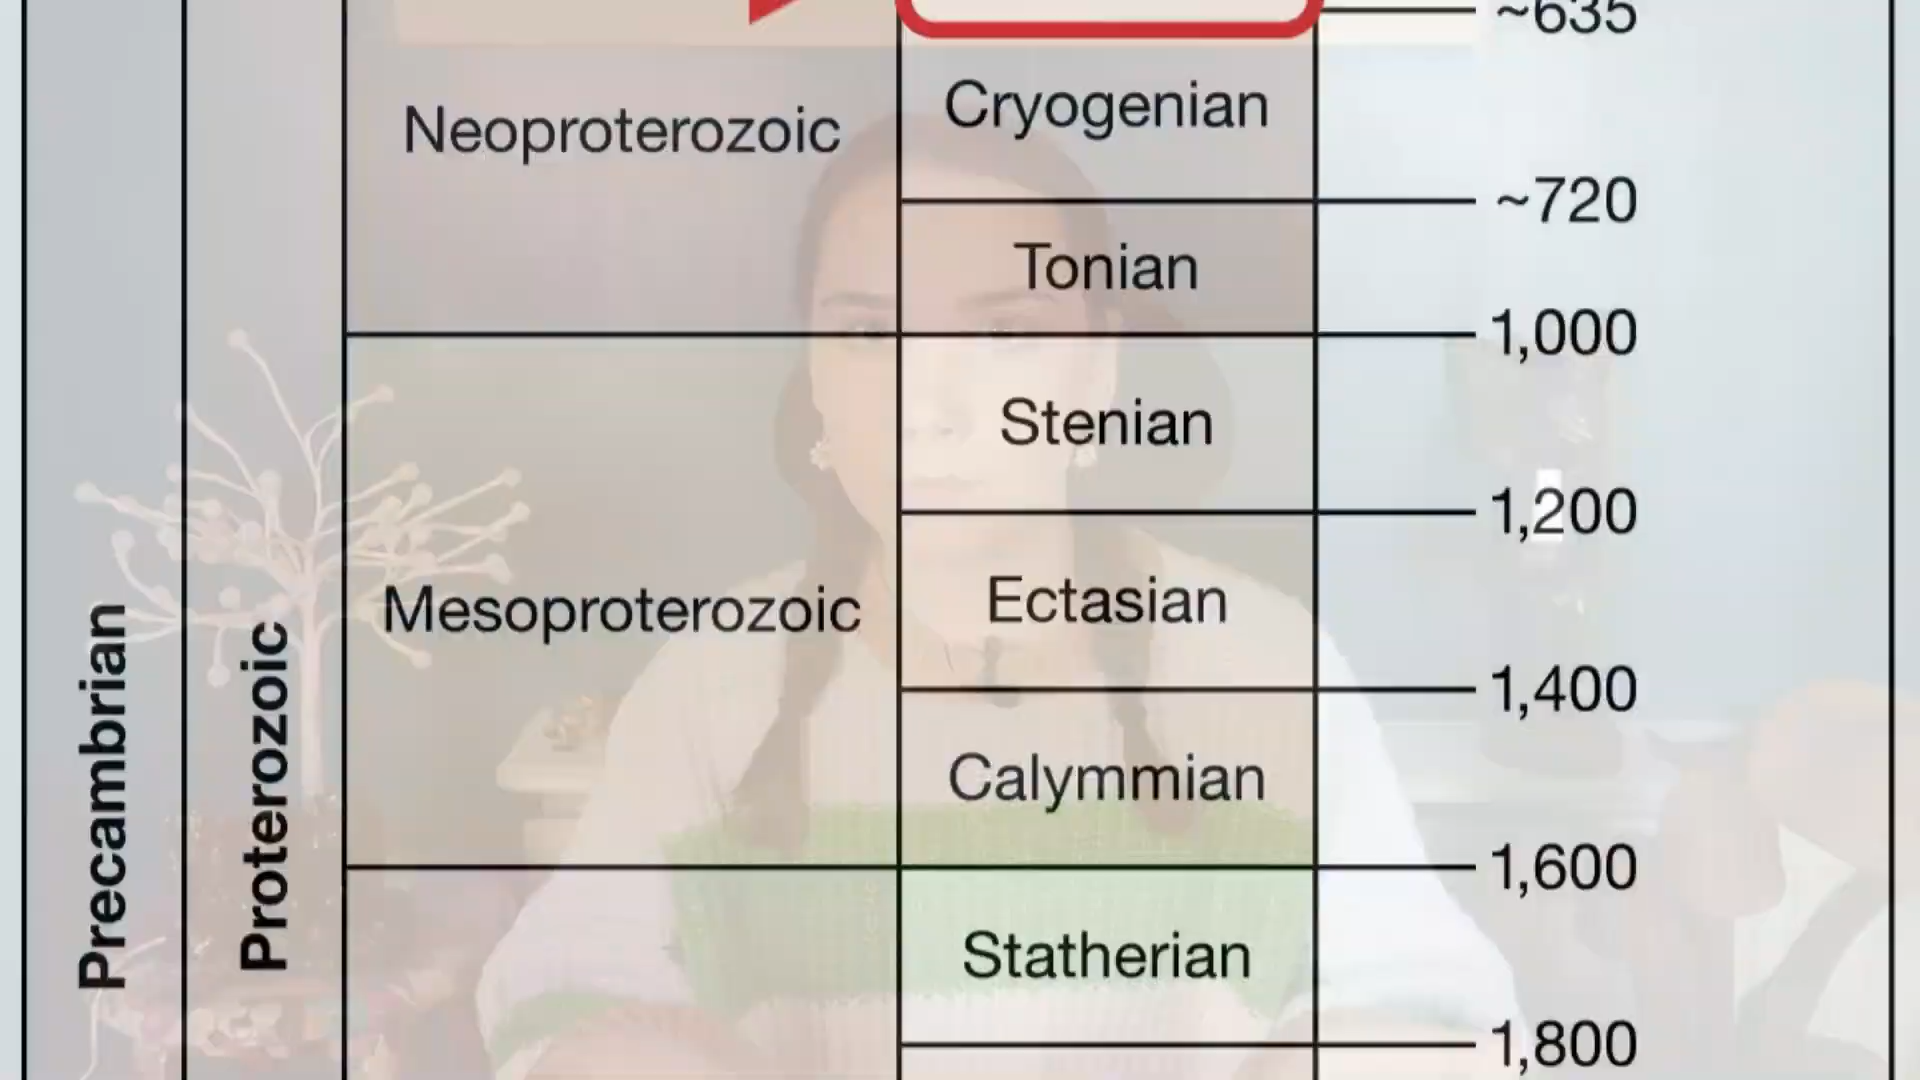 ~635
Cryogenian
Neoproterozoic
~720
Tonian
1,000
Stenian
1,200
Ectasian
Mesoproterozoic
1,400
Calymmian
Precambrian
Proterozoic
1,600
Statherian
1,800